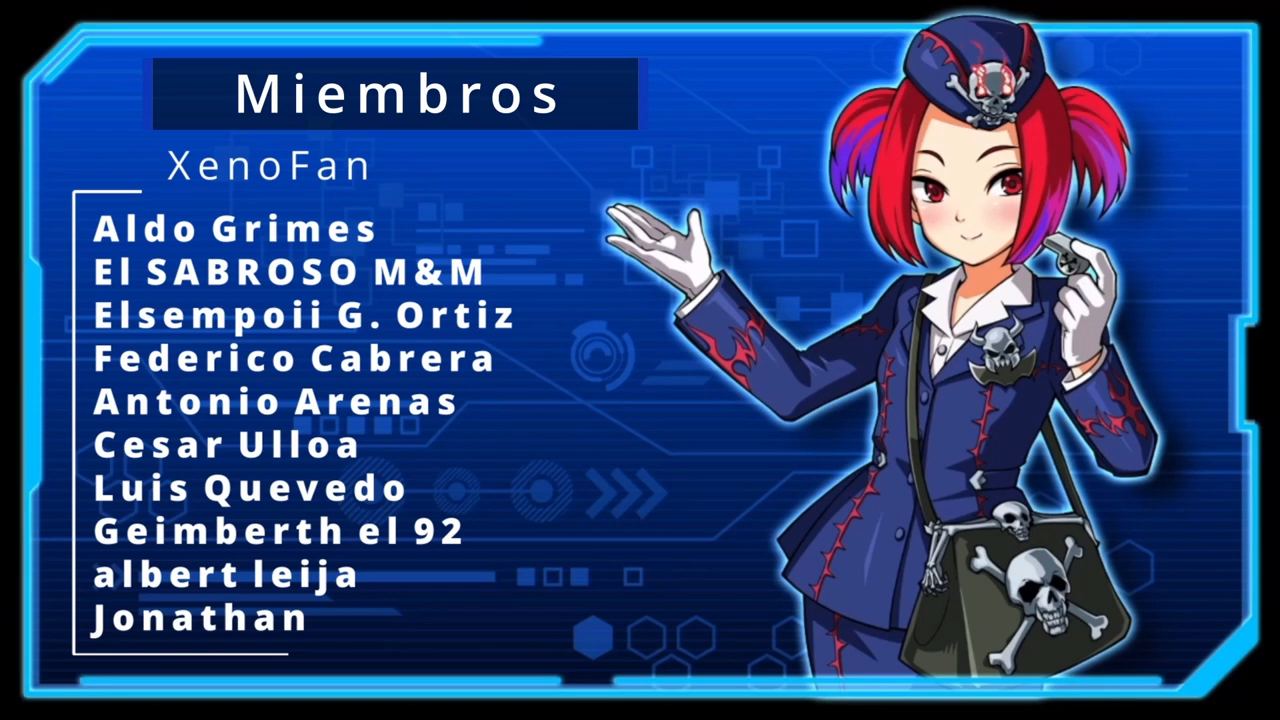 Miembros
XenoFan
Aldo Grimes
El SABROSO M&M
Elsempoii G. Ortiz
Federico Cabrera
Antonio Arenas
Cesar Ulloa
Luis Quevedo
Geimberth el 92
albert leija
Jonathan